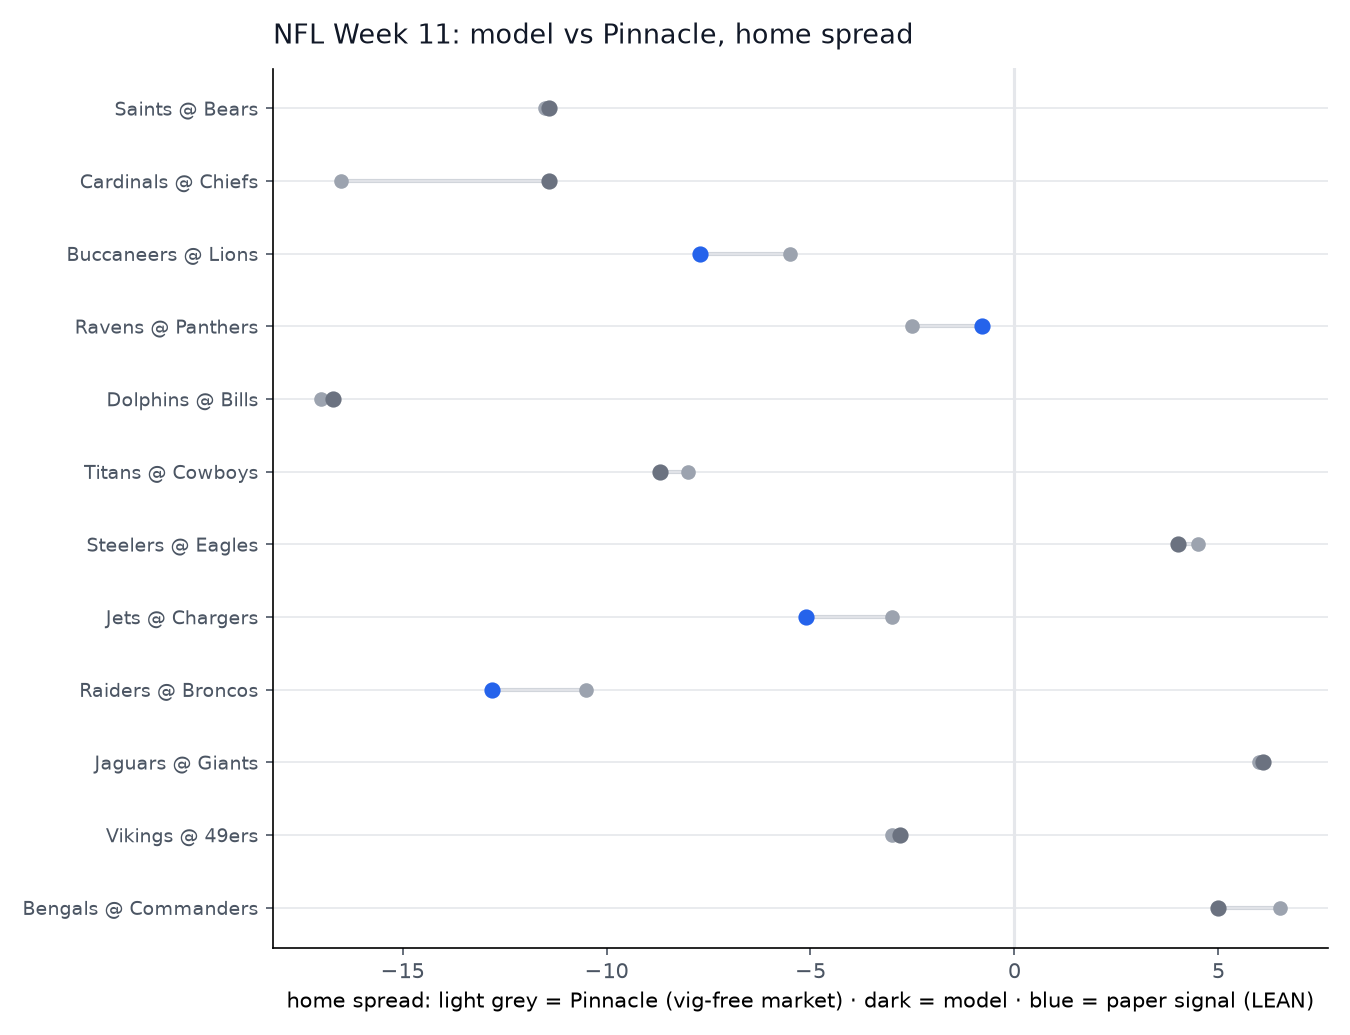 NFL Week 11: model vs Pinnacle, home spread
Saints @ Bears
Cardinals @ Chiefs
Buccaneers @ Lions
Ravens @ Panthers
Dolphins @ Bills
Titans @ Cowboys
Steelers @ Eagles
Jets @ Chargers
Raiders @ Broncos
Jaguars @ Giants
Vikings @ 49ers
Bengals @ Commanders
−15 −10 −5 0 5
home spread: light grey = Pinnacle (vig-free market) · dark = model · blue = paper signal (LEAN)